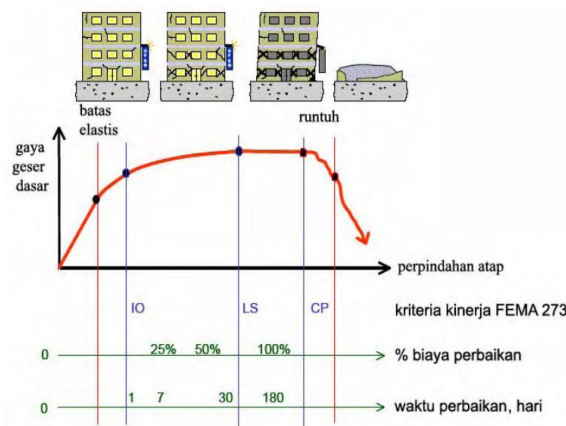 batas
elastis
runtuh
gaya
geser
dasar
perpindahan atap
IO LS CP kriteria kinerja FEMA 273
0 25% 50% 100% % biaya perbaikan
0 1 7 30 180 waktu perbaikan, hari